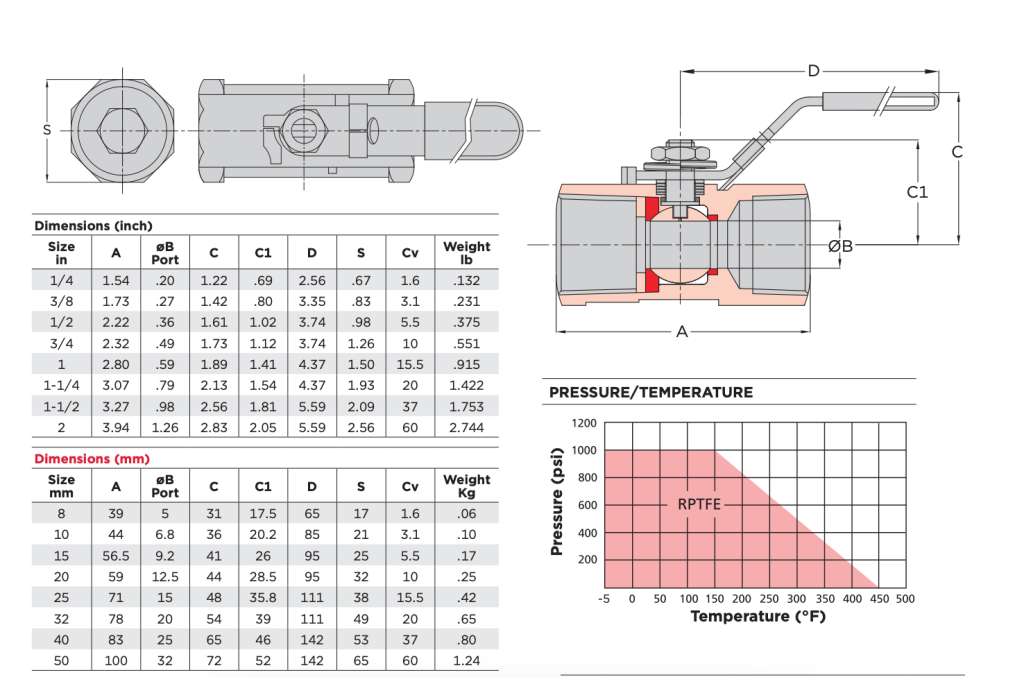 S
D
C
C1
ØB
A
Dimensions (inch)
Size in A øB Port C C1 D S Cv Weight lb
1/4 1.54 .20 1.22 .69 2.56 .67 1.6 .132
3/8 1.73 .27 1.42 .80 3.35 .83 3.1 .231
1/2 2.22 .36 1.61 1.02 3.74 .98 5.5 .375
3/4 2.32 .49 1.73 1.12 3.74 1.26 10 .551
1 2.80 .59 1.89 1.41 4.37 1.50 15.5 .915
1-1/4 3.07 .79 2.13 1.54 4.37 1.93 20 1.422
1-1/2 3.27 .98 2.56 1.81 5.59 2.09 37 1.753
2 3.94 1.26 2.83 2.05 5.59 2.56 60 2.744
Dimensions (mm)
Size mm A øB Port C C1 D S Cv Weight Kg
8 39 5 31 17.5 65 17 1.6 .06
10 44 6.8 36 20.2 85 21 3.1 .10
15 56.5 9.2 41 26 95 25 5.5 .17
20 59 12.5 44 28.5 95 32 10 .25
25 71 15 48 35.8 111 38 15.5 .42
32 78 20 54 39 111 49 20 .65
40 83 25 65 46 142 53 37 .80
50 100 32 72 52 142 65 60 1.24
PRESSURE/TEMPERATURE
Pressure (psi)
1200
1000
800
600
400
200
RPTFE
-5 0 50 100 150 200 250 300 350 400 450 500
Temperature (°F)